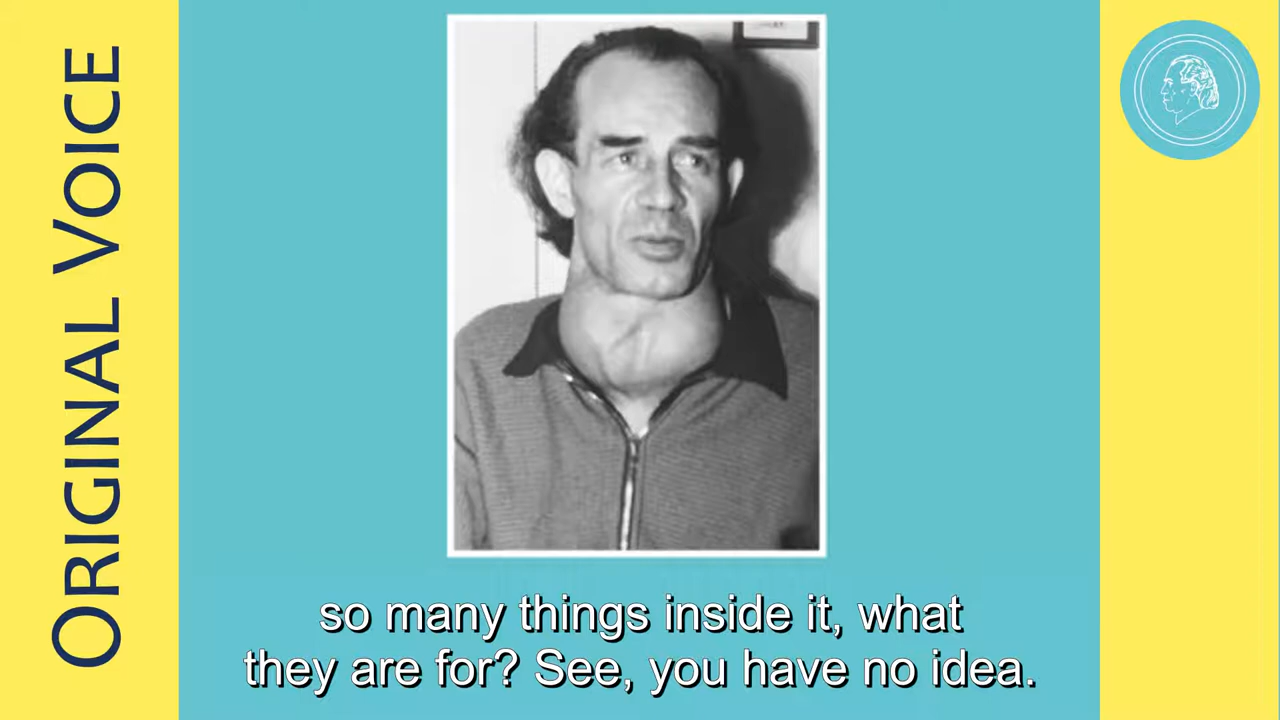 ORIGINAL VOICE
so many things inside it, what
they are for? See, you have no idea.